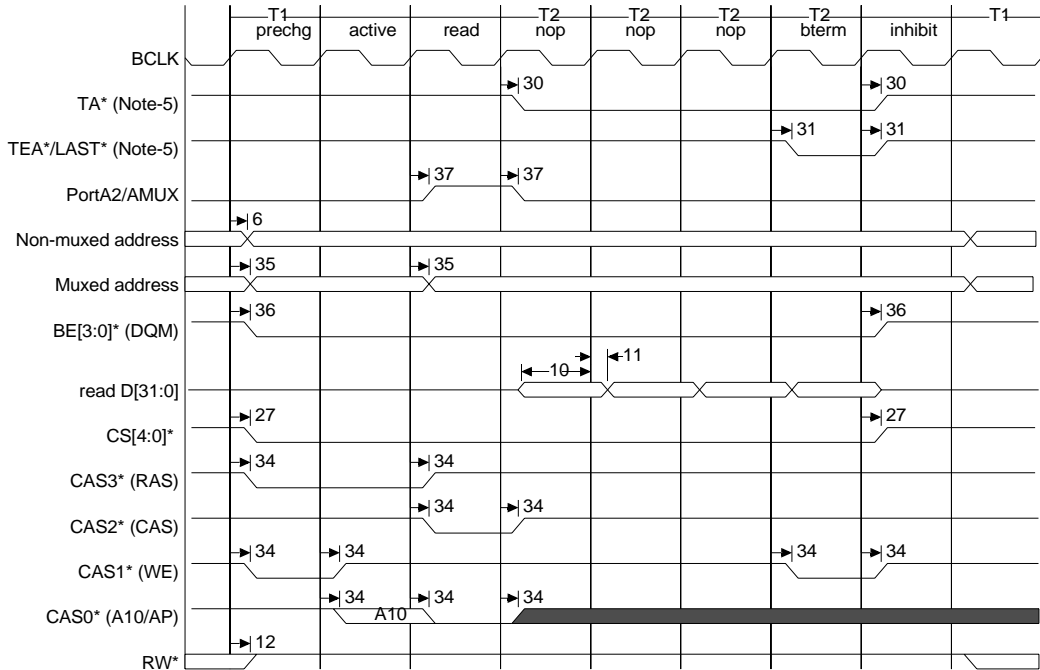 T1 T2 T2 T2 T2 T1
prechg active read nop nop nop bterm inhibit
BCLK
30 30
TA* (Note-5)
31 31
TEA*/LAST* (Note-5)
37 37
PortA2/AMUX
6
Non-muxed address
35 35
Muxed address
36 36
BE[3:0]* (DQM)
10 11
read D[31:0]
27 27
CS[4:0]*
34 34
CAS3* (RAS)
34 34
CAS2* (CAS)
34 34 34 34
CAS1* (WE)
34 34 34
CAS0* (A10/AP) A10
12
RW*